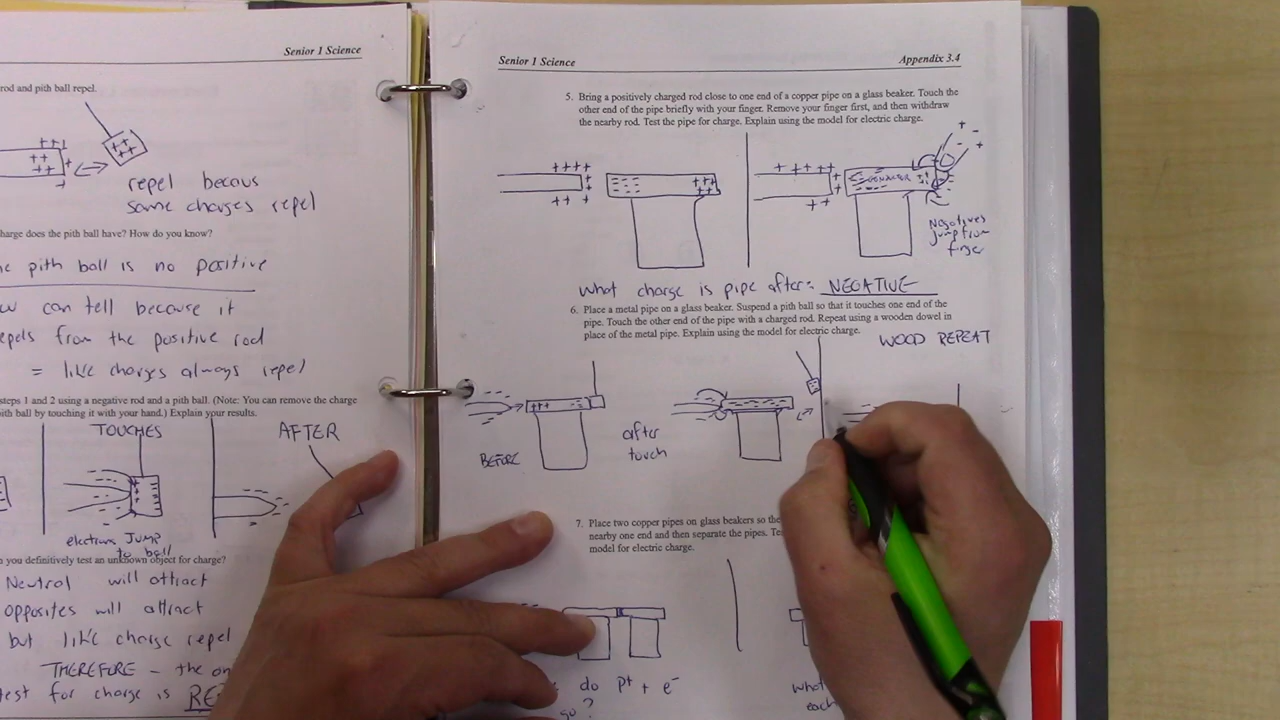 Senior 1 Science
rod and pith ball repel.
repel becaus
same charges repel
harge does the pith ball have? How do you know?
pith ball is no positive
can tell because it
epels from the positive rod
= like charges always repel
steps 1 and 2 using a negative rod and a pith ball. (Note: You can remove the charge
ith ball by touching it with your hand.) Explain your results.
TOUCHES
AFTER
electrons JUMP
to ball
you definitively test an unknown object for charge?
Neutral will attract
opposites will attract
but like charge repel
THEREFORE - the on
test for charge is RE
Senior 1 Science
Appendix 3.4
5. Bring a positively charged rod close to one end of a copper pipe on a glass beaker. Touch the
other end of the pipe briefly with your finger. Remove your finger first, and then withdraw
the nearby rod. Test the pipe for charge. Explain using the model for electric charge.
Negatives
jump from
finger
What charge is pipe after: NEGATIVE
6. Place a metal pipe on a glass beaker. Suspend a pith ball so that it touches one end of the
pipe. Touch the other end of the pipe with a charged rod. Repeat using a wooden dowel in
place of the metal pipe. Explain using the model for electric charge.
WOOD REPEAT
BEFORE
after
touch
7. Place two copper pipes on glass beakers so the
nearby one end and then separate the pipes. Te
model for electric charge.
do p+ + e-
go?
what
each